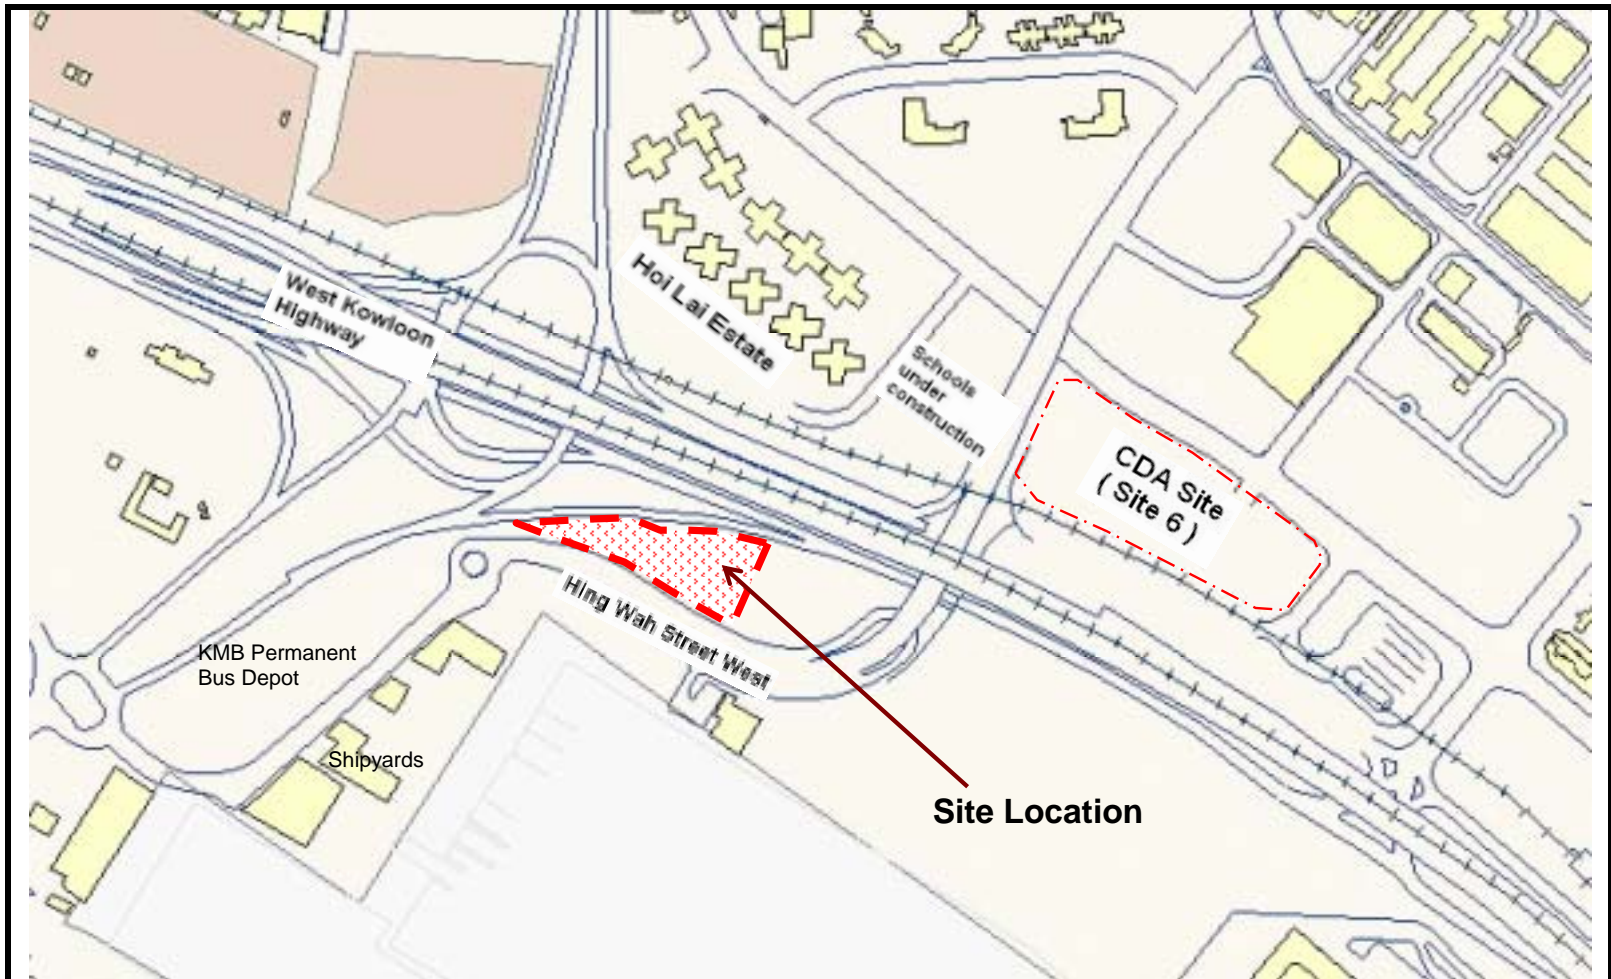 West Kowloon
Highway
Hoi Lai Estate
Schools
under
construction
CDA Site
( Site 6 )
Hing Wah Street West
KMB Permanent
Bus Depot
Shipyards
Site Location